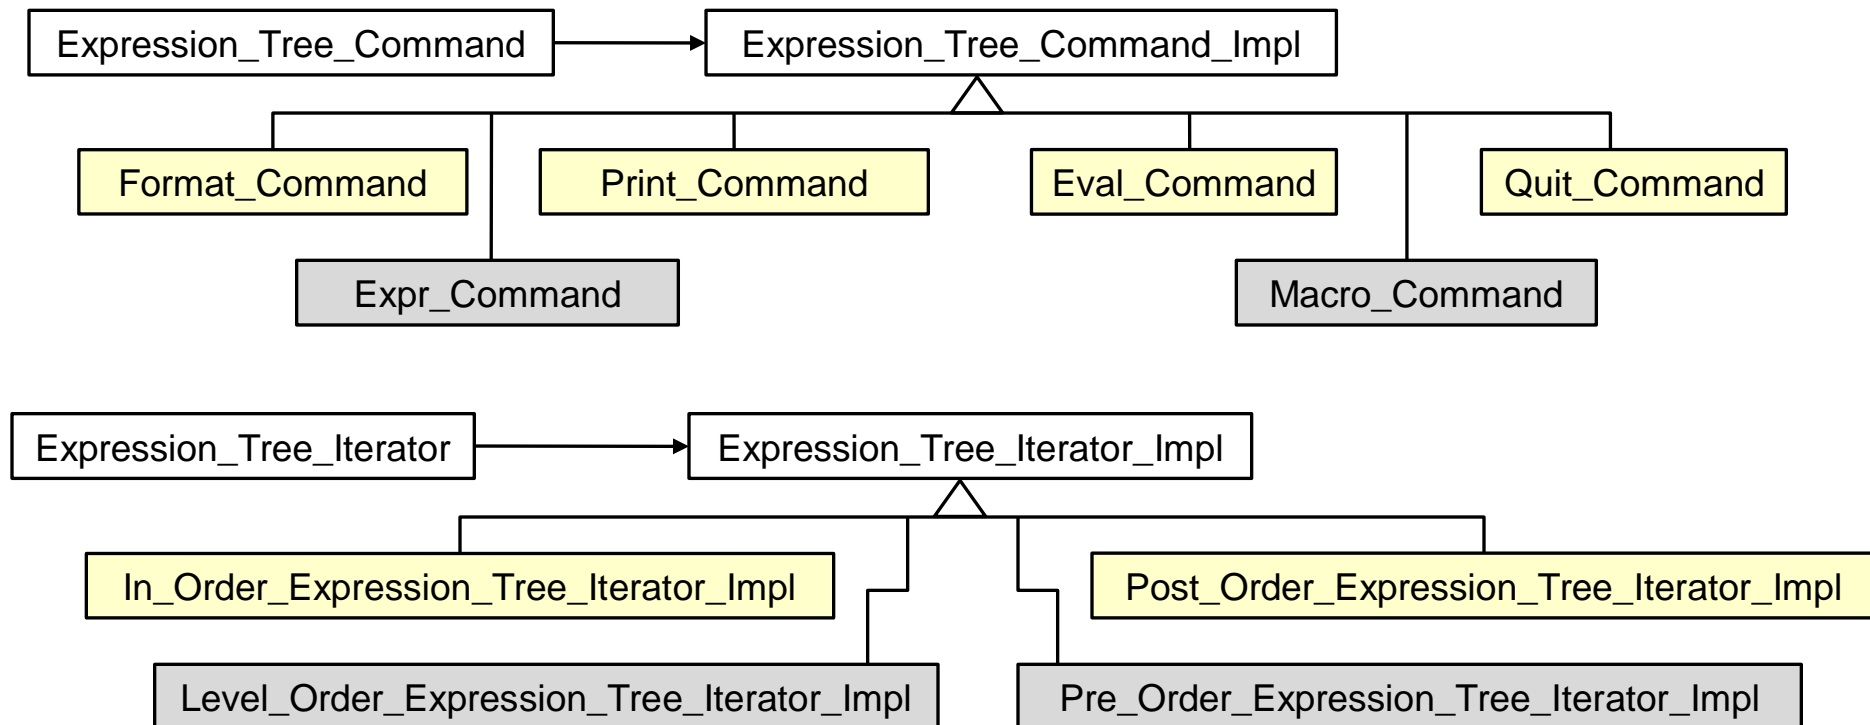 Expression_Tree_Command
Expression_Tree_Command_Impl
Format_Command
Print_Command
Eval_Command
Quit_Command
Expr_Command
Macro_Command
Expression_Tree_Iterator
Expression_Tree_Iterator_Impl
In_Order_Expression_Tree_Iterator_Impl
Post_Order_Expression_Tree_Iterator_Impl
Level_Order_Expression_Tree_Iterator_Impl
Pre_Order_Expression_Tree_Iterator_Impl